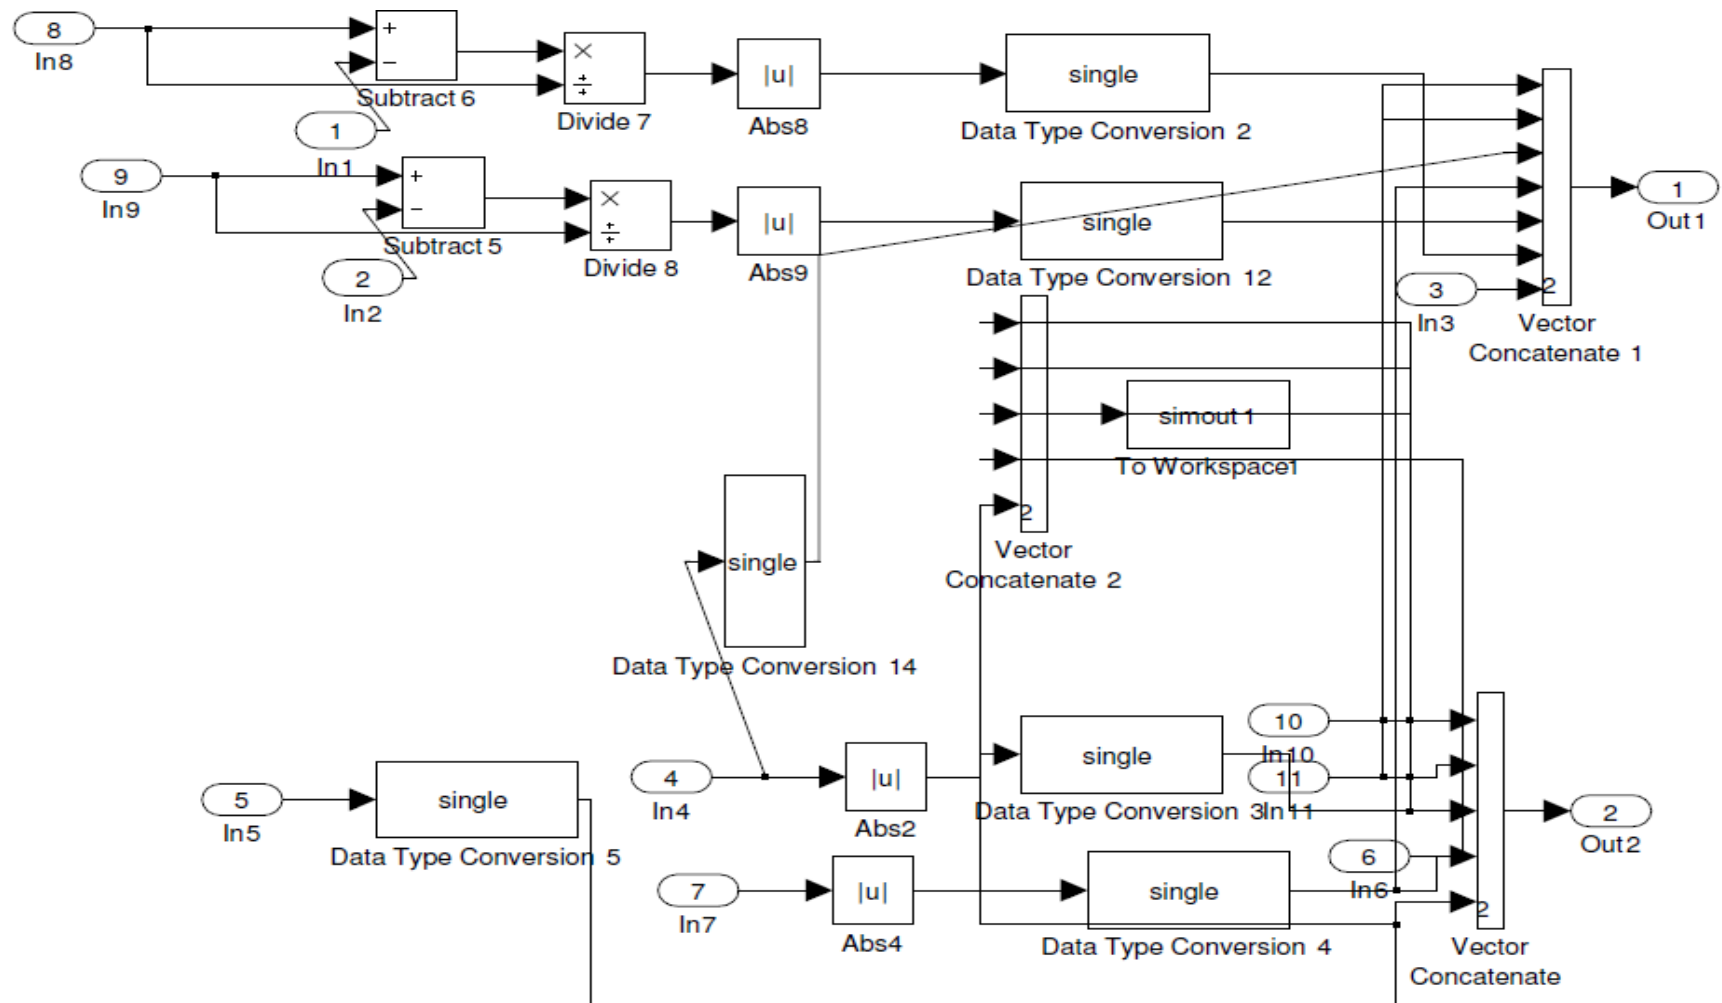 8
In8
+
−
Subtract 6
×
÷
Divide 7
|u|
Abs8
single
Data Type Conversion 2
1
In1
9
In9
+
−
Subtract 5
×
÷
Divide 8
|u|
Abs9
single
Data Type Conversion 12
2
In2
3
In3
2
Vector
Concatenate 1
1
Out1
simout 1
To Workspace1
2
Vector
Concatenate 2
single
Data Type Conversion 14
5
In5
single
Data Type Conversion 5
4
In4
|u|
Abs2
single
Data Type Conversion 3
10
In10
11
In11
7
In7
|u|
Abs4
single
Data Type Conversion 4
6
In6
2
Vector
Concatenate
2
Out2